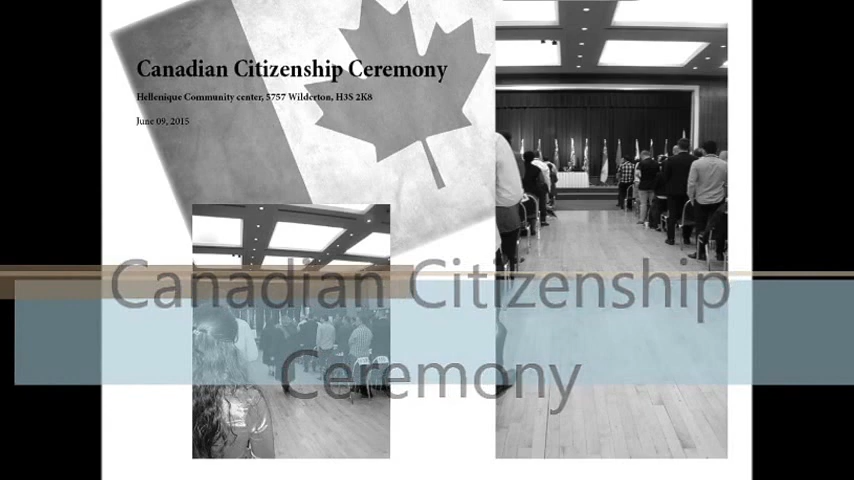 Canadian Citizenship Ceremony
Hellenique Community center, 5757 Wilderton, H3S 2K8
June 09, 2015
Canadian Citizenship
Ceremony